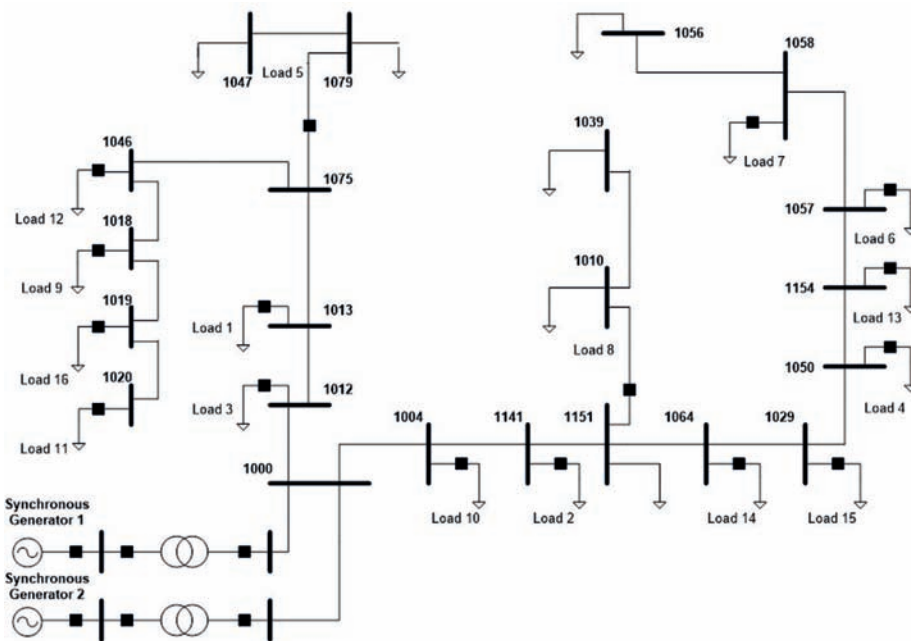 1056
1058
Load 5
1047
1079
1039
1046
Load 7
1075
Load 12
1057
Load 6
1018
1010
Load 9
1154
1019
Load 1
1013
Load 13
Load 8
Load 16
1050
1020
1012
Load 3
Load 4
1004
1141
1151
1064
1029
Load 11
1000
Synchronous
Generator 1
Load 10
Load 2
Load 14
Load 15
Synchronous
Generator 2